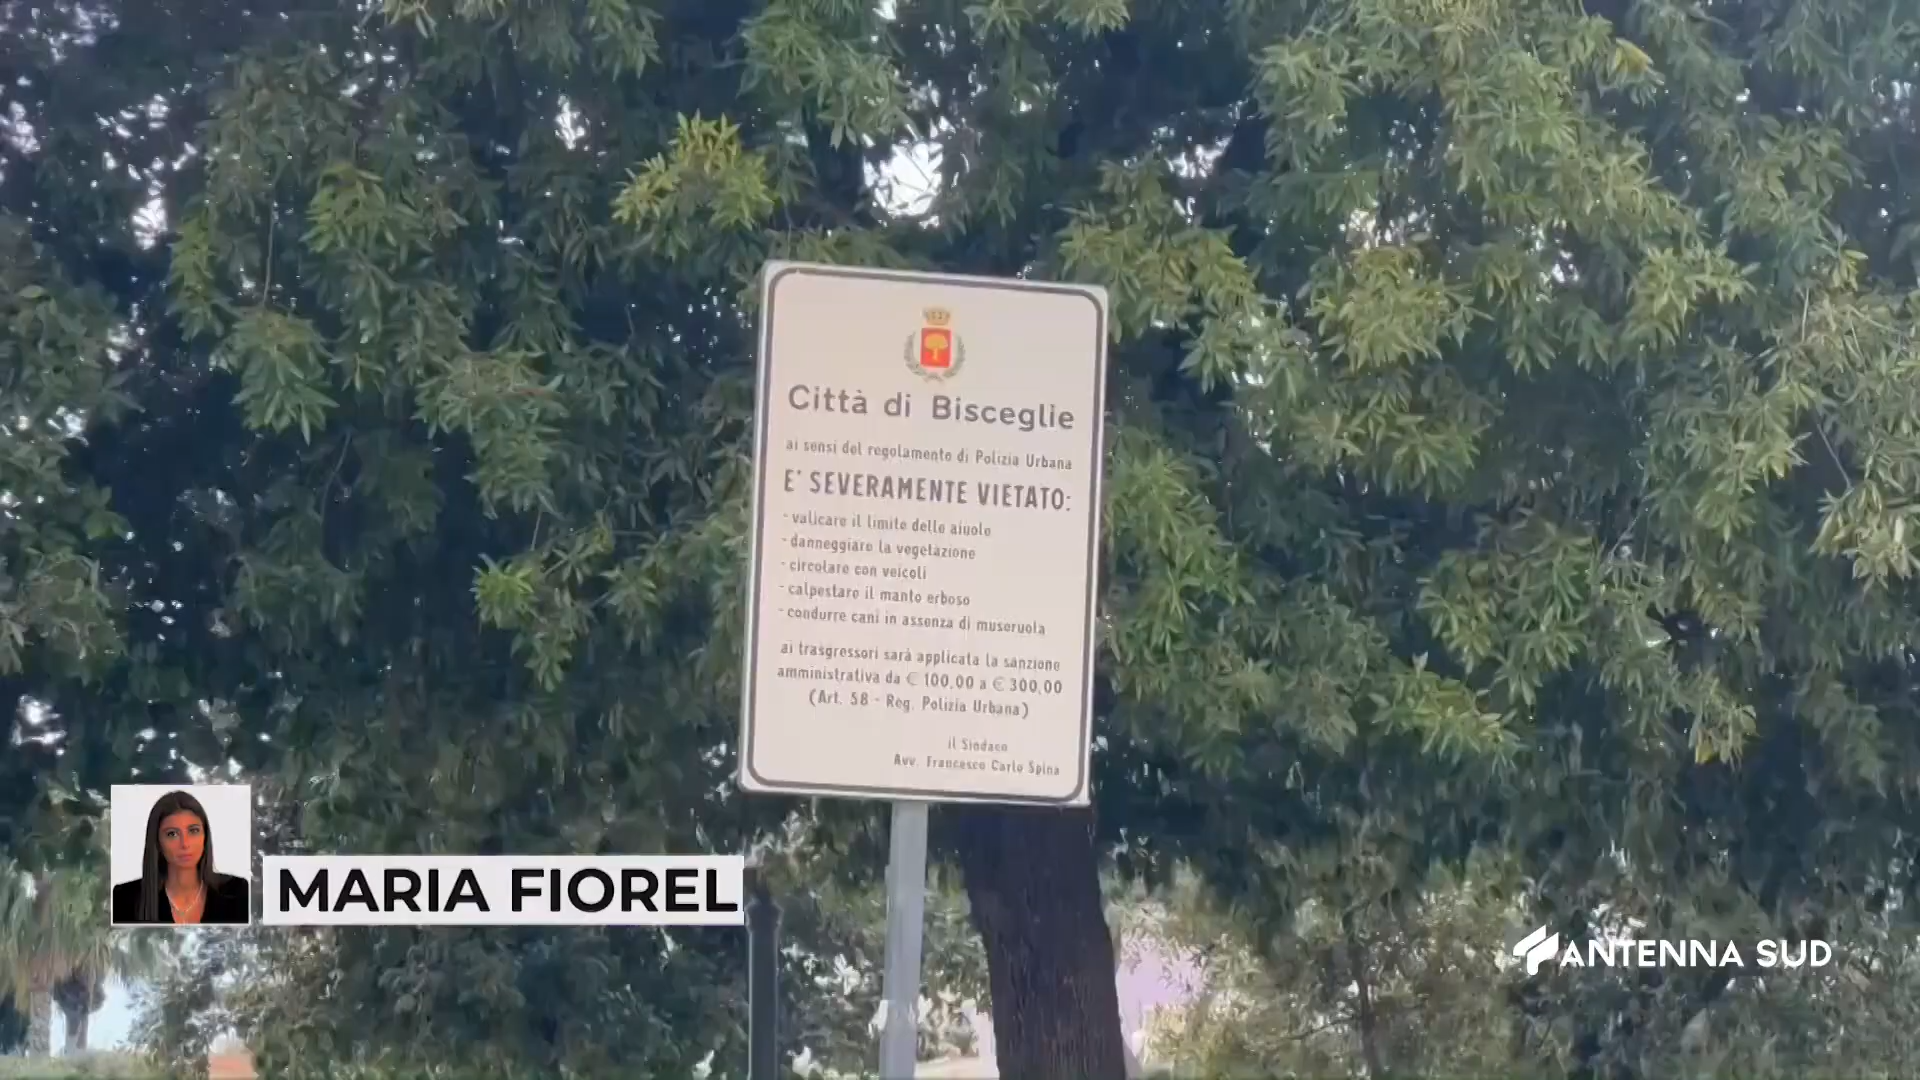 Città di Bisceglie
ai sensi del regolamento di Polizia Urbana
E' SEVERAMENTE VIETATO:
- valicare il limite delle aiuole
- danneggiare la vegetazione
- circolare con veicoli
- calpestare il manto erboso
- condurre cani in assenza di museruola
ai trasgressori sarà applicata la sanzione
amministrativa da € 100,00 a € 300,00
(Art. 58 - Reg. Polizia Urbana)
il Sindaco
Avv. Francesco Carlo Spina
MARIA FIOREL
ANTENNA SUD